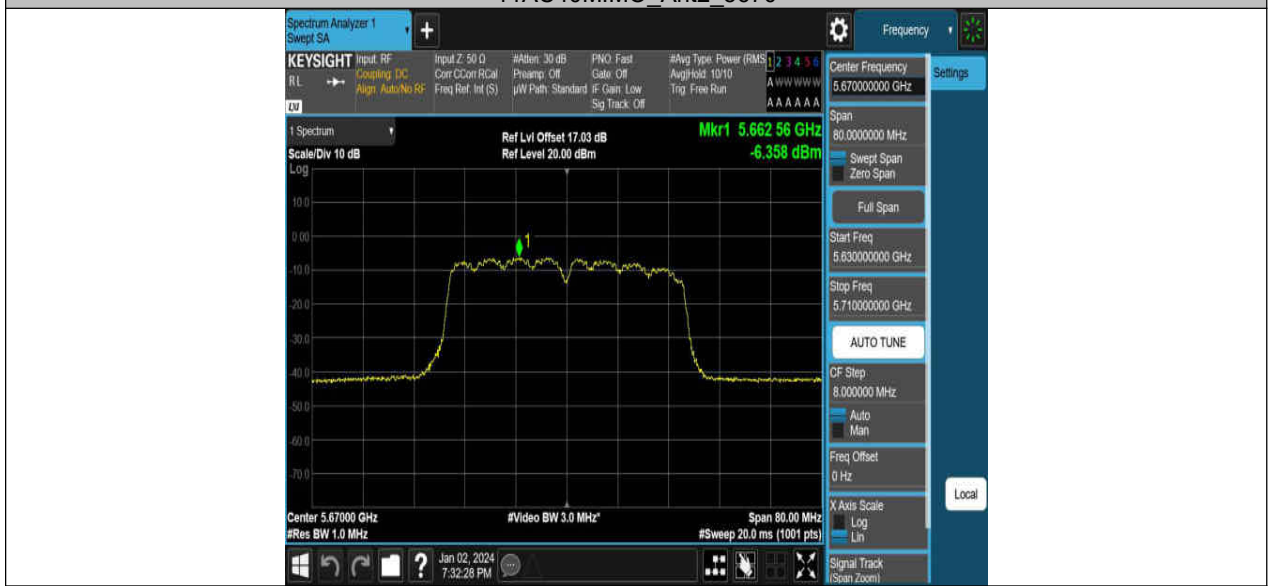 Spectrum Analyzer 1
Swept SA
+
Frequency
KEYSIGHT
RL
LXI
Input: RF
Coupling: DC
Align: Auto/No RF
Input Z: 50 Ω
Corr CCorr RCal
Freq Ref: Int (S)
#Atten: 30 dB
Preamp: Off
µW Path: Standard
PNO: Fast
Gate: Off
IF Gain: Low
Sig Track: Off
#Avg Type: Power (RMS
Avg|Hold: 10/10
Trig: Free Run
1 2 3 4 5 6
A W W W W W
A A A A A A
1 Spectrum
Scale/Div 10 dB
Log
Ref Lvl Offset 17.03 dB
Ref Level 20.00 dBm
Mkr1 5.662 56 GHz
-6.358 dBm
10.0
0.00
-10.0
-20.0
-30.0
-40.0
-50.0
-60.0
-70.0
1
Center 5.67000 GHz
#Res BW 1.0 MHz
#Video BW 3.0 MHz*
Span 80.00 MHz
#Sweep 20.0 ms (1001 pts)
Center Frequency
5.670000000 GHz
Settings
Span
80.0000000 MHz
Swept Span
Zero Span
Full Span
Start Freq
5.630000000 GHz
Stop Freq
5.710000000 GHz
AUTO TUNE
CF Step
8.000000 MHz
Auto
Man
Freq Offset
0 Hz
X Axis Scale
Log
Lin
Local
Signal Track
(Span Zoom)
?
Jan 02, 2024
7:32:28 PM